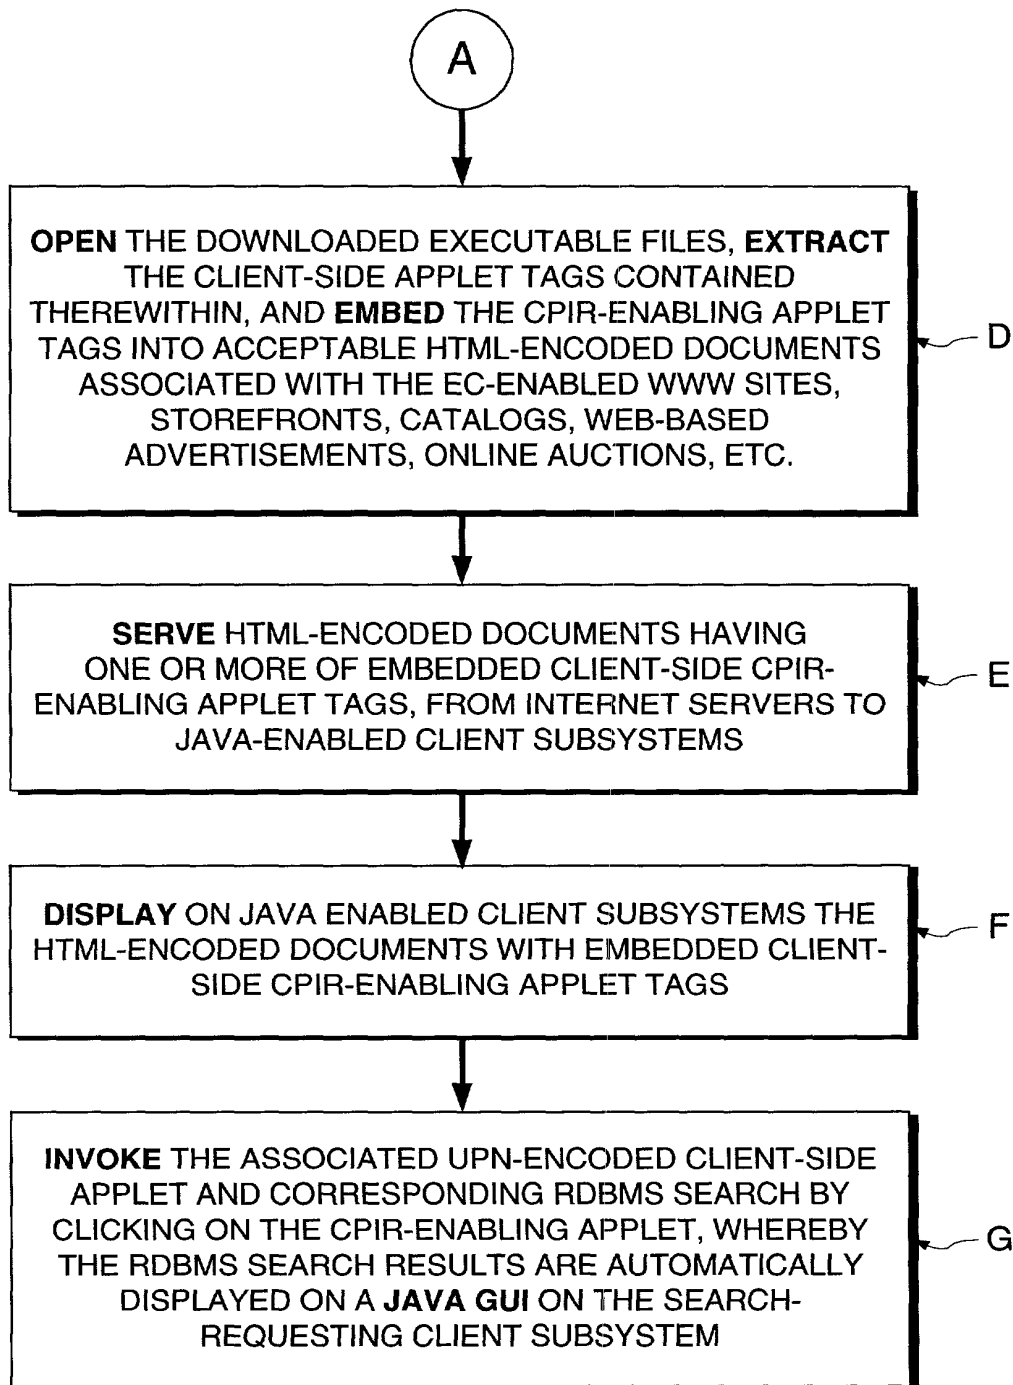 A
OPEN THE DOWNLOADED EXECUTABLE FILES, EXTRACT
THE CLIENT-SIDE APPLET TAGS CONTAINED
THEREWITHIN, AND EMBED THE CPIR-ENABLING APPLET
TAGS INTO ACCEPTABLE HTML-ENCODED DOCUMENTS
ASSOCIATED WITH THE EC-ENABLED WWW SITES,
STOREFRONTS, CATALOGS, WEB-BASED
ADVERTISEMENTS, ONLINE AUCTIONS, ETC.
D
SERVE HTML-ENCODED DOCUMENTS HAVING
ONE OR MORE OF EMBEDDED CLIENT-SIDE CPIR-
ENABLING APPLET TAGS, FROM INTERNET SERVERS TO
JAVA-ENABLED CLIENT SUBSYSTEMS
E
DISPLAY ON JAVA ENABLED CLIENT SUBSYSTEMS THE
HTML-ENCODED DOCUMENTS WITH EMBEDDED CLIENT-
SIDE CPIR-ENABLING APPLET TAGS
F
INVOKE THE ASSOCIATED UPN-ENCODED CLIENT-SIDE
APPLET AND CORRESPONDING RDBMS SEARCH BY
CLICKING ON THE CPIR-ENABLING APPLET, WHEREBY
THE RDBMS SEARCH RESULTS ARE AUTOMATICALLY
DISPLAYED ON A JAVA GUI ON THE SEARCH-
REQUESTING CLIENT SUBSYSTEM
G